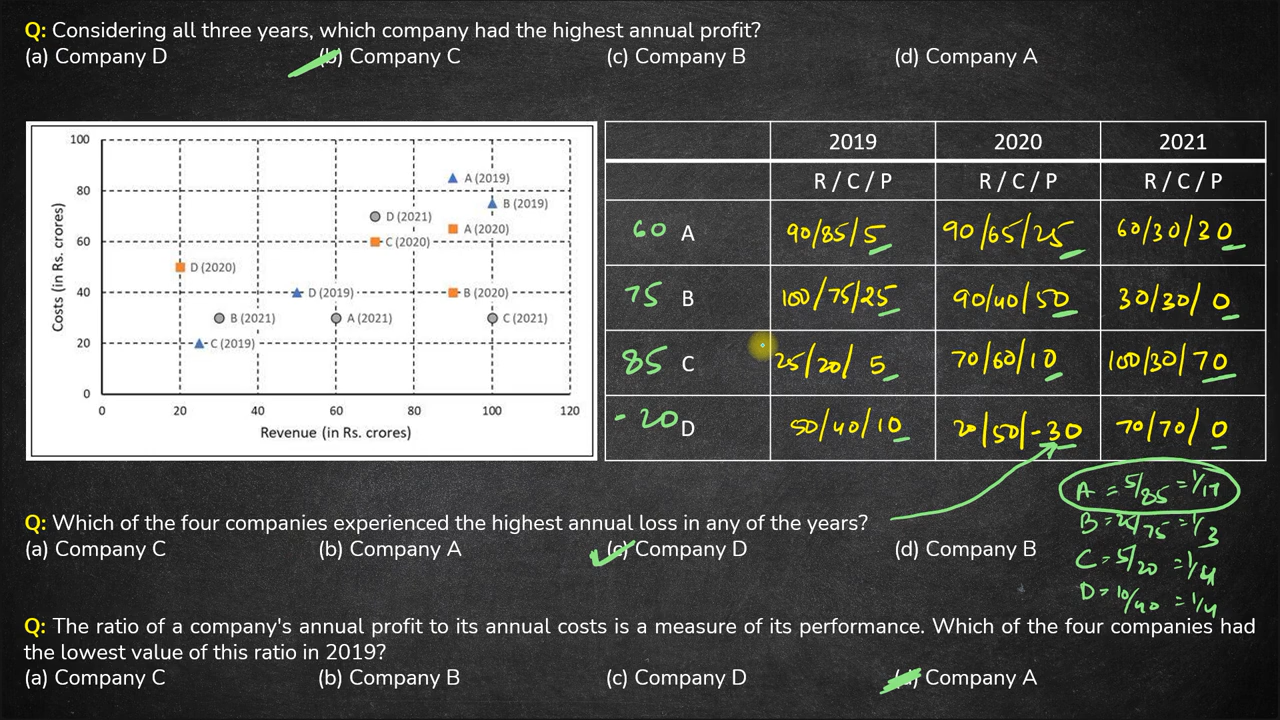 Q: Considering all three years, which company had the highest annual profit?
(a) Company D (b) Company C (c) Company B (d) Company A
100
80
60
40
20
0
0 20 40 60 80 100 120
Costs (in Rs. crores)
Revenue (in Rs. crores)
A (2019)
B (2019)
D (2021)
A (2020)
C (2020)
D (2020)
D (2019)
B (2020)
B (2021)
A (2021)
C (2021)
C (2019)
2019 2020 2021
R / C / P R / C / P R / C / P
60 A 90/85/5 90/65/25 60/30/30
75 B 100/75/25 90/40/50 30/30/0
85 C 25/20/5 70/60/10 100/30/70
-20 D 50/40/10 20/50/-30 70/70/0
A = 5/85 = 1/17
B = 25/75 = 1/3
C = 5/20 = 1/4
D = 10/40 = 1/4
Q: Which of the four companies experienced the highest annual loss in any of the years?
(a) Company C (b) Company A (c) Company D (d) Company B
Q: The ratio of a company's annual profit to its annual costs is a measure of its performance. Which of the four companies had
the lowest value of this ratio in 2019?
(a) Company C (b) Company B (c) Company D (d) Company A